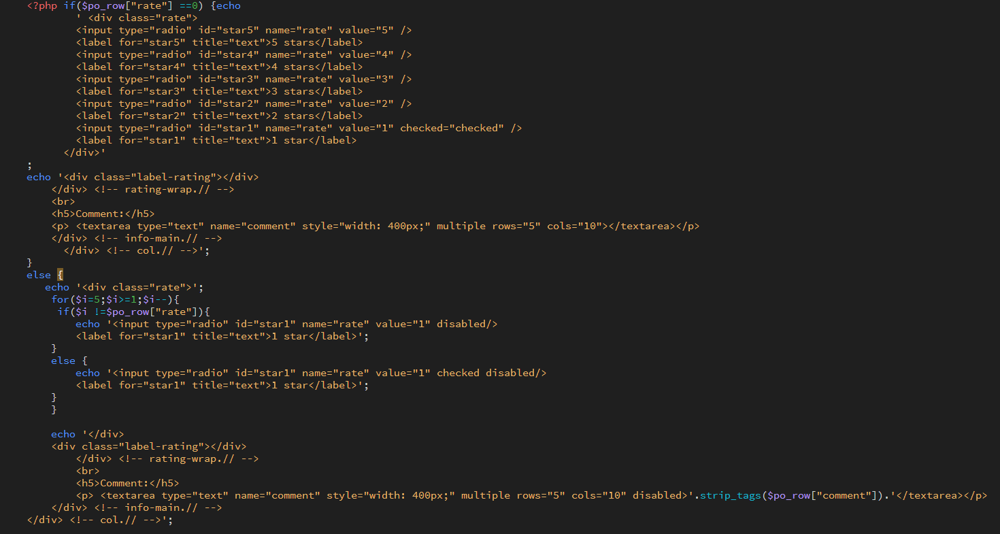 <?php if($po_row["rate"] ==0) {echo
' <div class="rate">
<input type="radio" id="star5" name="rate" value="5" />
<label for="star5" title="text">5 stars</label>
<input type="radio" id="star4" name="rate" value="4" />
<label for="star4" title="text">4 stars</label>
<input type="radio" id="star3" name="rate" value="3" />
<label for="star3" title="text">3 stars</label>
<input type="radio" id="star2" name="rate" value="2" />
<label for="star2" title="text">2 stars</label>
<input type="radio" id="star1" name="rate" value="1" checked="checked" />
<label for="star1" title="text">1 star</label>
</div>'
;
echo '<div class="label-rating"></div>
</div> <!-- rating-wrap.// -->
<br>
<h5>Comment:</h5>
<p> <textarea type="text" name="comment" style="width: 400px;" multiple rows="5" cols="10"></textarea></p>
</div> <!-- info-main.// -->
</div> <!-- col.// -->';
}
else {
echo '<div class="rate">';
for($i=5;$i>=1;$i--){
if($i !=$po_row["rate"]){
echo '<input type="radio" id="star1" name="rate" value="1" disabled/>
<label for="star1" title="text">1 star</label>';
}
else {
echo '<input type="radio" id="star1" name="rate" value="1" checked disabled/>
<label for="star1" title="text">1 star</label>';
}
}
echo '</div>
<div class="label-rating"></div>
</div> <!-- rating-wrap.// -->
<br>
<h5>Comment:</h5>
<p> <textarea type="text" name="comment" style="width: 400px;" multiple rows="5" cols="10" disabled>'.strip_tags($po_row["comment"]).'</textarea></p>
</div> <!-- info-main.// -->
</div> <!-- col.// -->';